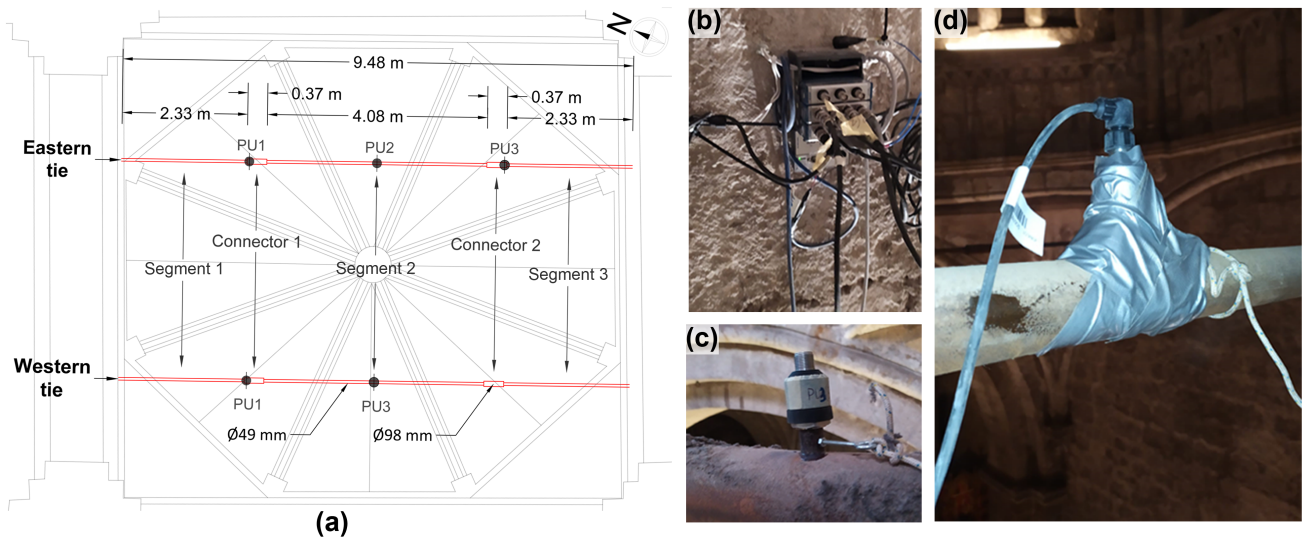 (a)
N
9.48 m
0.37 m
0.37 m
2.33 m
4.08 m
2.33 m
Eastern
tie
PU1
PU2
PU3
Connector 1
Connector 2
Segment 1
Segment 2
Segment 3
Western
tie
PU1
PU3
Ø49 mm
Ø98 mm
(b)
(c)
PU3
(d)